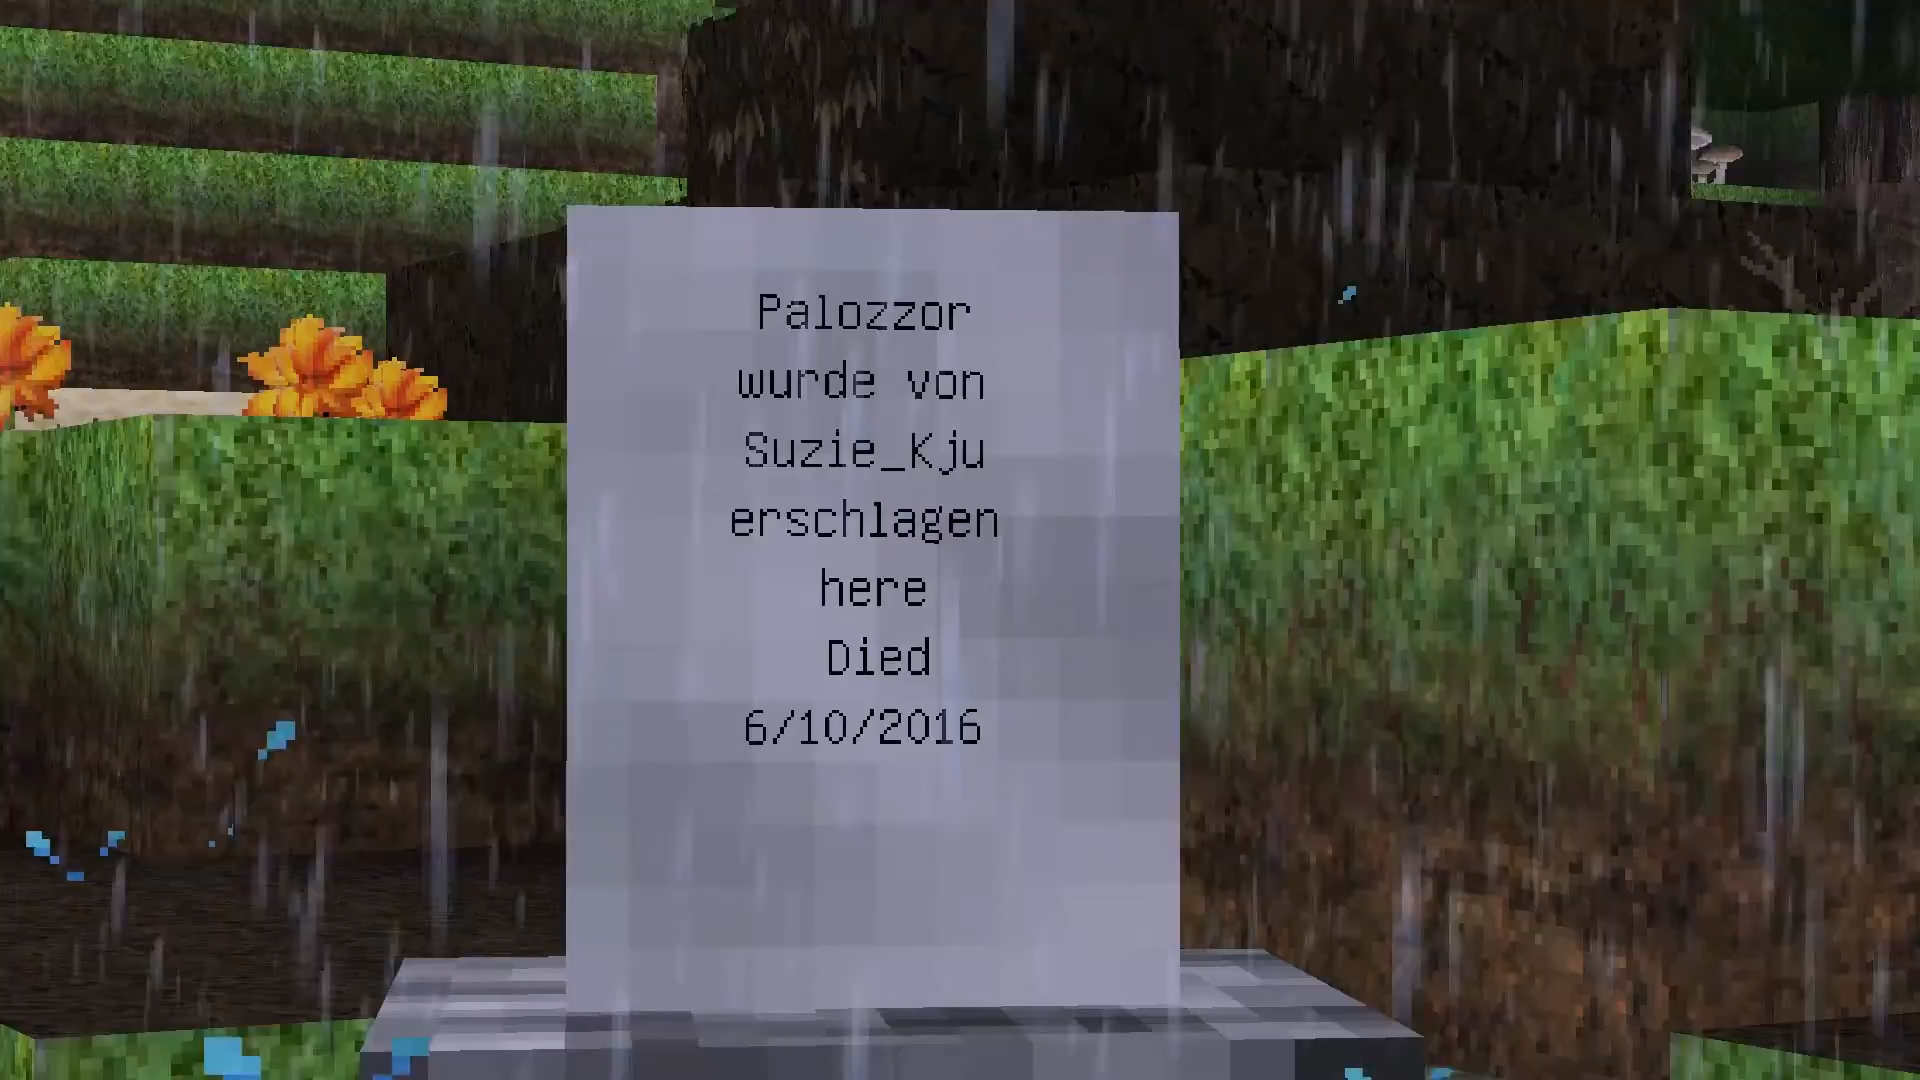 Palozzor
wurde von
Suzie_Kju
erschlagen
here
Died
6/10/2016